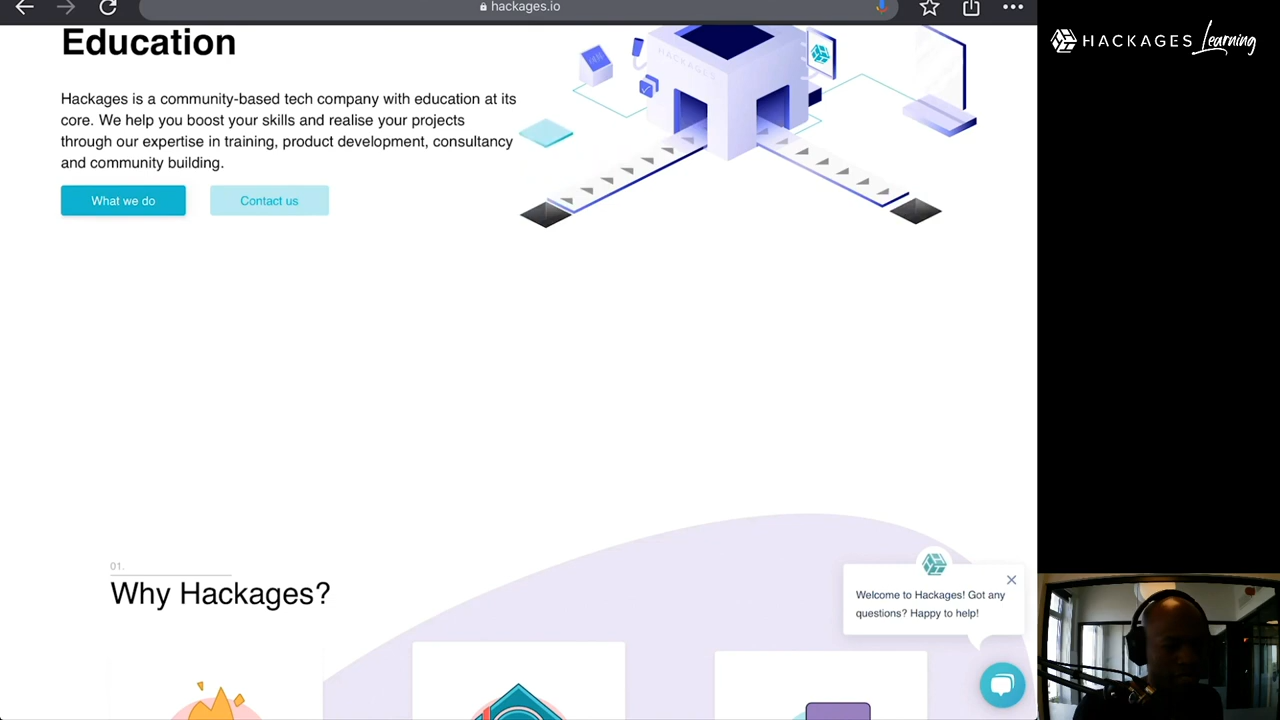 hackages.io
HACKAGES Learning
Education
HACKAGES
Hackages is a community-based tech company with education at its
core. We help you boost your skills and realise your projects
through our expertise in training, product development, consultancy
and community building.
What we do
Contact us
01.
Why Hackages?
Welcome to Hackages! Got any
questions? Happy to help!